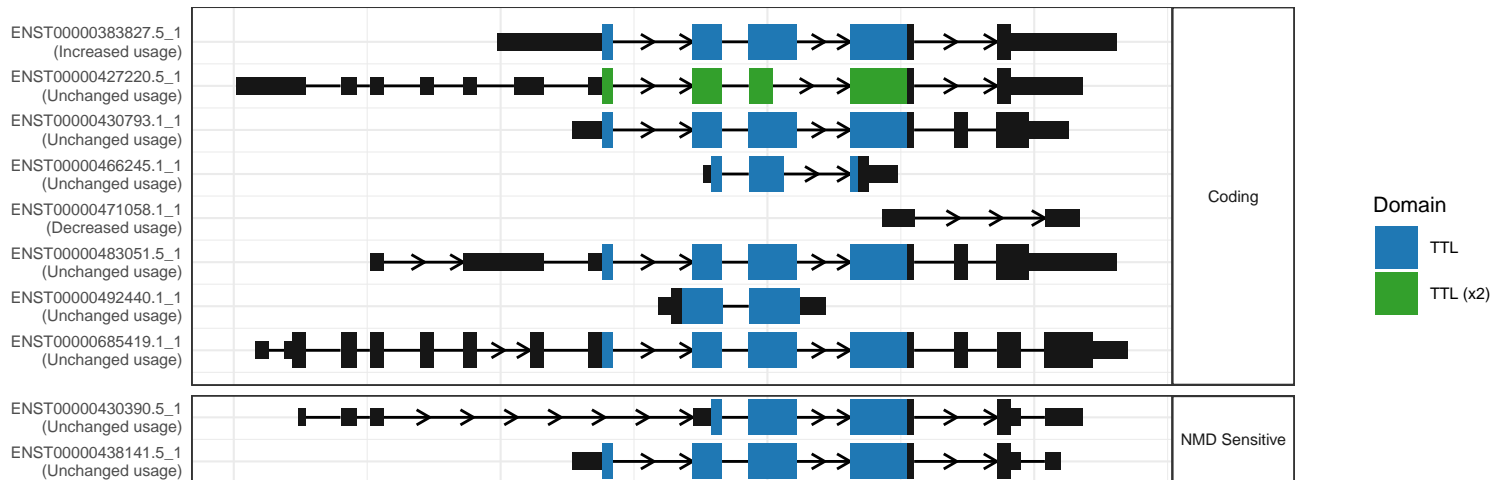 ENST00000383827.5_1
(Increased usage)
ENST00000427220.5_1
(Unchanged usage)
ENST00000430793.1_1
(Unchanged usage)
ENST00000466245.1_1
(Unchanged usage)
ENST00000471058.1_1
(Decreased usage)
ENST00000483051.5_1
(Unchanged usage)
ENST00000492440.1_1
(Unchanged usage)
ENST00000685419.1_1
(Unchanged usage)
Coding
ENST00000430390.5_1
(Unchanged usage)
ENST00000438141.5_1
(Unchanged usage)
NMD Sensitive
Domain
TTL
TTL (x2)